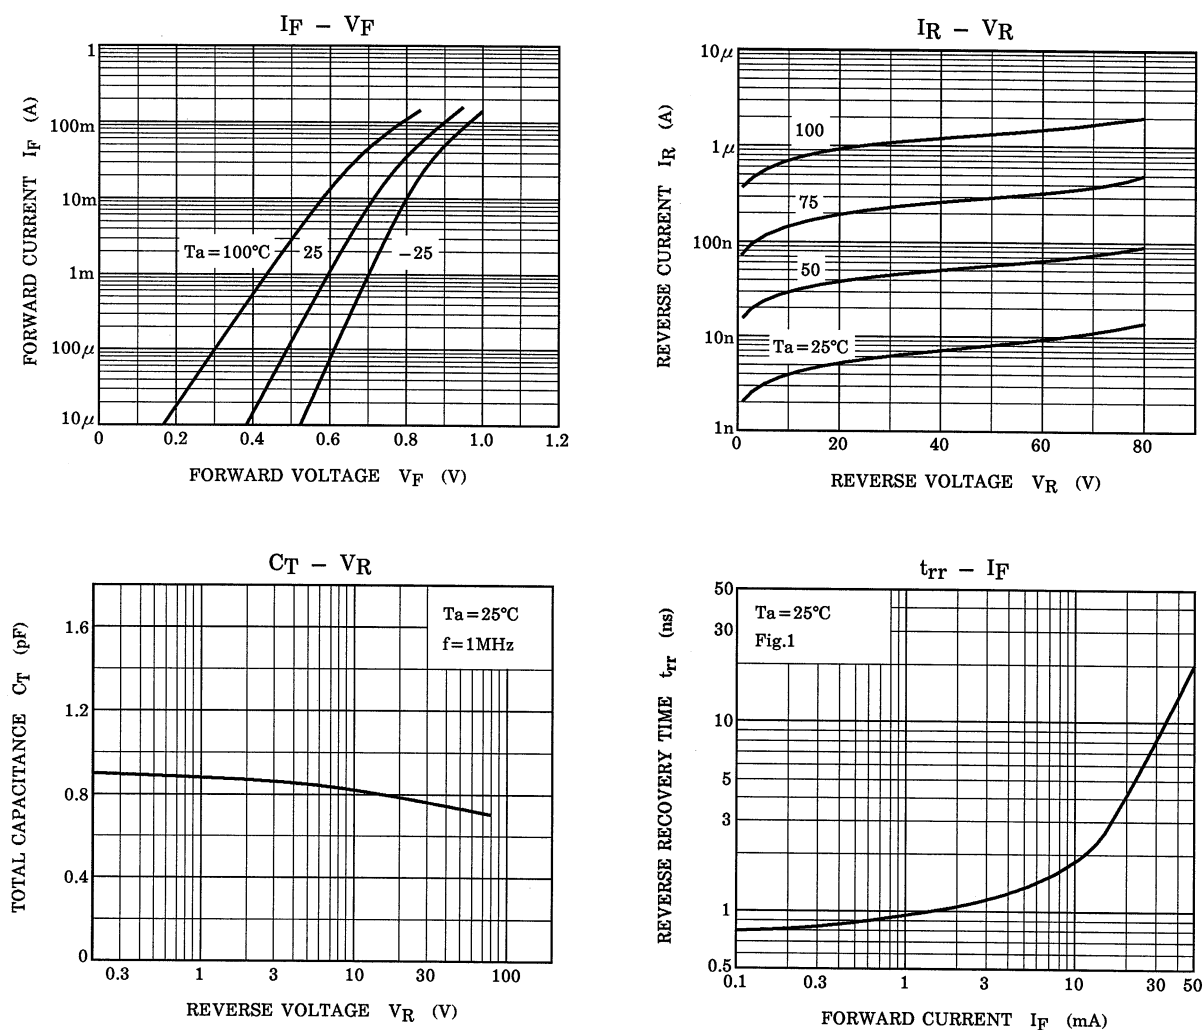 IF – VF
FORWARD CURRENT IF (A)
1
100m
10m
1m
100μ
10μ
Ta=100°C
25
−25
0
0.2
0.4
0.6
0.8
1.0
1.2
FORWARD VOLTAGE VF (V)
IR – VR
REVERSE CURRENT IR (A)
10μ
1μ
100n
10n
1n
100
75
50
Ta=25°C
0
20
40
60
80
REVERSE VOLTAGE VR (V)
CT – VR
TOTAL CAPACITANCE CT (pF)
1.6
1.2
0.8
0.4
0
Ta=25°C
f=1MHz
0.3
1
3
10
30
100
REVERSE VOLTAGE VR (V)
trr – IF
REVERSE RECOVERY TIME trr (ns)
50
30
10
5
3
1
0.5
Ta=25°C
Fig.1
0.1
0.3
1
3
10
30
50
FORWARD CURRENT IF (mA)